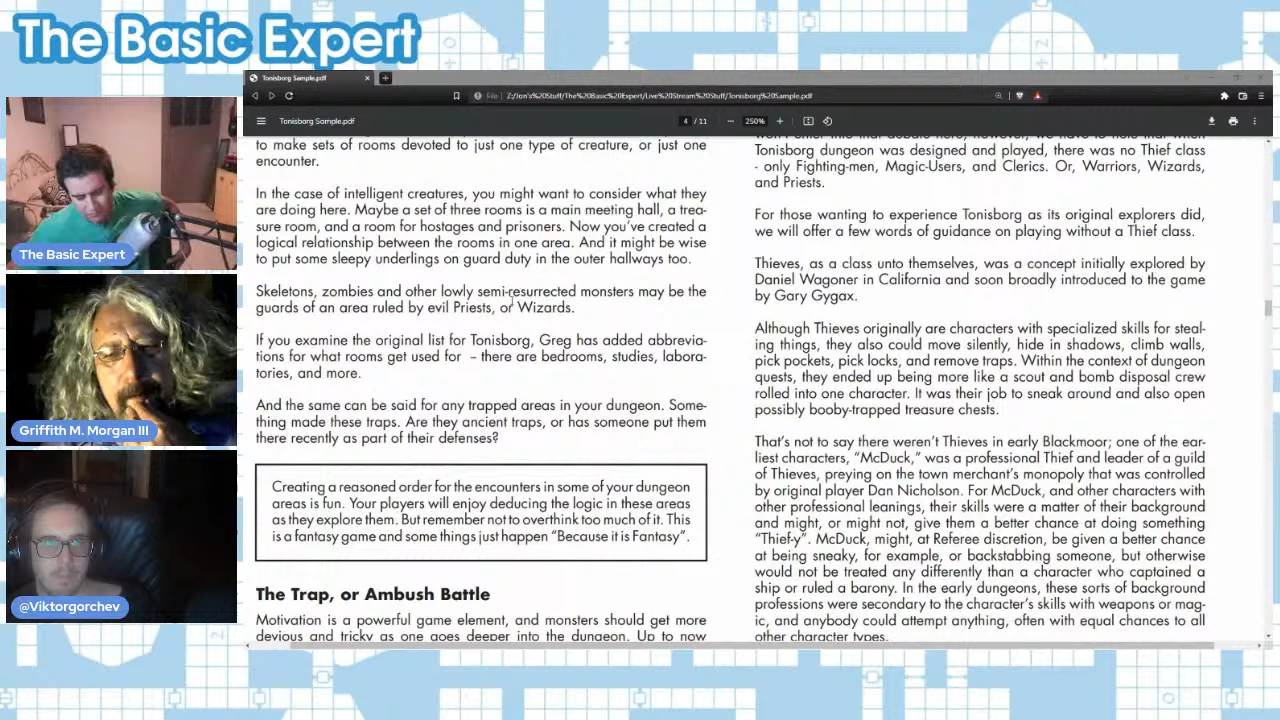 The Basic Expert
Tonisborg Sample.pdf
File
Z:/Jon's%20Stuff/The%20Basic%20Expert/Live%20Stream%20Stuff/Tonisborg%20Sample.pdf
Tonisborg Sample.pdf
4 / 11
250%
The Basic Expert
Griffith M. Morgan III
@Viktorgorchev
to make sets of rooms devoted to just one type of creature, or just one
encounter.
In the case of intelligent creatures, you might want to consider what they
are doing here. Maybe a set of three rooms is a main meeting hall, a trea-
sure room, and a room for hostages and prisoners. Now you've created a
logical relationship between the rooms in one area. And it might be wise
to put some sleepy underlings on guard duty in the outer hallways too.
Skeletons, zombies and other lowly semi-resurrected monsters may be the
guards of an area ruled by evil Priests, or Wizards.
If you examine the original list for Tonisborg, Greg has added abbrevia-
tions for what rooms get used for – there are bedrooms, studies, labora-
tories, and more.
And the same can be said for any trapped areas in your dungeon. Some-
thing made these traps. Are they ancient traps, or has someone put them
there recently as part of their defenses?
Creating a reasoned order for the encounters in some of your dungeon
areas is fun. Your players will enjoy deducing the logic in these areas
as they explore them. But remember not to overthink too much of it. This
is a fantasy game and some things just happen “Because it is Fantasy”.
The Trap, or Ambush Battle
Motivation is a powerful game element, and monsters should get more
devious and tricky as one goes deeper into the dungeon. Up to now
won't enter into that debate here, however, we have to note that when
Tonisborg dungeon was designed and played, there was no Thief class
- only Fighting-men, Magic-Users, and Clerics. Or, Warriors, Wizards,
and Priests.
For those wanting to experience Tonisborg as its original explorers did,
we will offer a few words of guidance on playing without a Thief class.
Thieves, as a class unto themselves, was a concept initially explored by
Daniel Wagoner in California and soon broadly introduced to the game
by Gary Gygax.
Although Thieves originally are characters with specialized skills for steal-
ing things, they also could move silently, hide in shadows, climb walls,
pick pockets, pick locks, and remove traps. Within the context of dungeon
quests, they ended up being more like a scout and bomb disposal crew
rolled into one character. It was their job to sneak around and also open
possibly booby-trapped treasure chests.
That's not to say there weren't Thieves in early Blackmoor; one of the ear-
liest characters, “McDuck,” was a professional Thief and leader of a guild
of Thieves, preying on the town merchant's monopoly that was controlled
by original player Dan Nicholson. For McDuck, and other characters with
other professional leanings, their skills were a matter of their background
and might, or might not, give them a better chance at doing something
“Thief-y”. McDuck, might, at Referee discretion, be given a better chance
at being sneaky, for example, or backstabbing someone, but otherwise
would not be treated any differently than a character who captained a
ship or ruled a barony. In the early dungeons, these sorts of background
professions were secondary to the character's skills with weapons or mag-
ic, and anybody could attempt anything, often with equal chances to all
other character types.